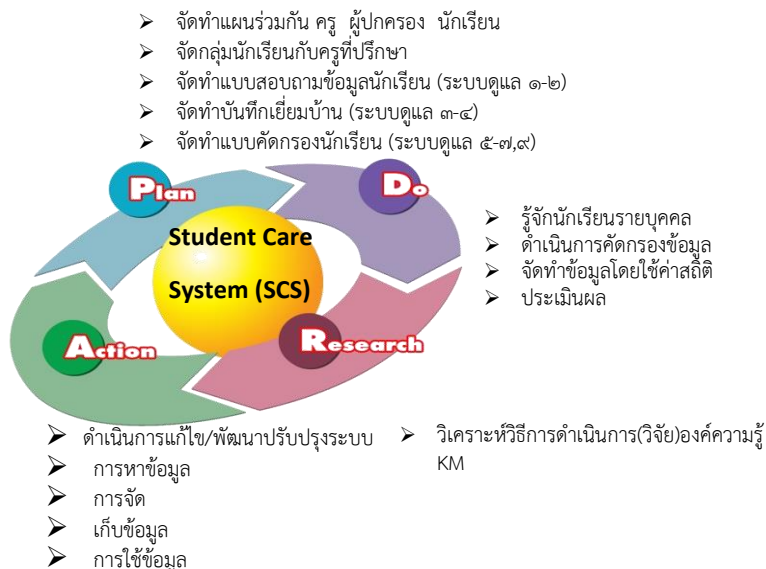 ➢ จัดทำแผนร่วมกัน ครู ผู้ปกครอง นักเรียน
➢ จัดกลุ่มนักเรียนกับครูที่ปรึกษา
➢ จัดทำแบบสอบถามข้อมูลนักเรียน (ระบบดูแล ๑-๒)
➢ จัดทำบันทึกเยี่ยมบ้าน (ระบบดูแล ๓-๔)
➢ จัดทำแบบคัดกรองนักเรียน (ระบบดูแล ๕-๗,๙)
Plan
Do
Student Care
System (SCS)
➢ รู้จักนักเรียนรายบุคคล
➢ ดำเนินการคัดกรองข้อมูล
➢ จัดทำข้อมูลโดยใช้ค่าสถิติ
➢ ประเมินผล
Action
Research
➢ ดำเนินการแก้ไข/พัฒนาปรับปรุงระบบ
➢ การหาข้อมูล
➢ การจัด
➢ เก็บข้อมูล
➢ การใช้ข้อมูล
➢ วิเคราะห์วิธีการดำเนินการ(วิจัย)องค์ความรู้
KM